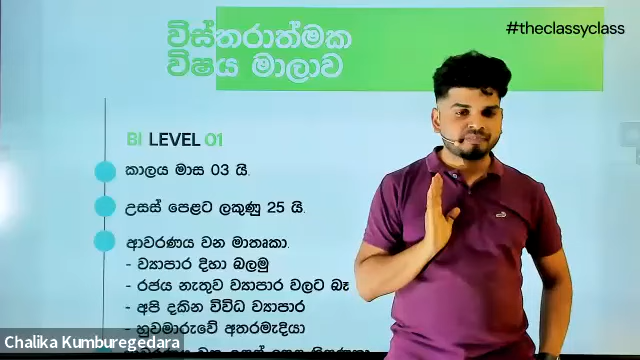 විස්තරාත්මක
විෂය මාලාව
#theclassyclass
BI LEVEL 01
කාලය මාස 03 යි.
උසස් පෙළට ලකුණු 25 යි.
ආවරණය වන මාතෘකා.
- ව්‍යාපාර දිහා බලමු
- රජය නැතුව ව්‍යාපාර වලට බෑ
- අපි දකින විවිධ ව්‍යාපාර
- හුවමාරුවේ අතරමැදියා
Chalika Kumburegedara